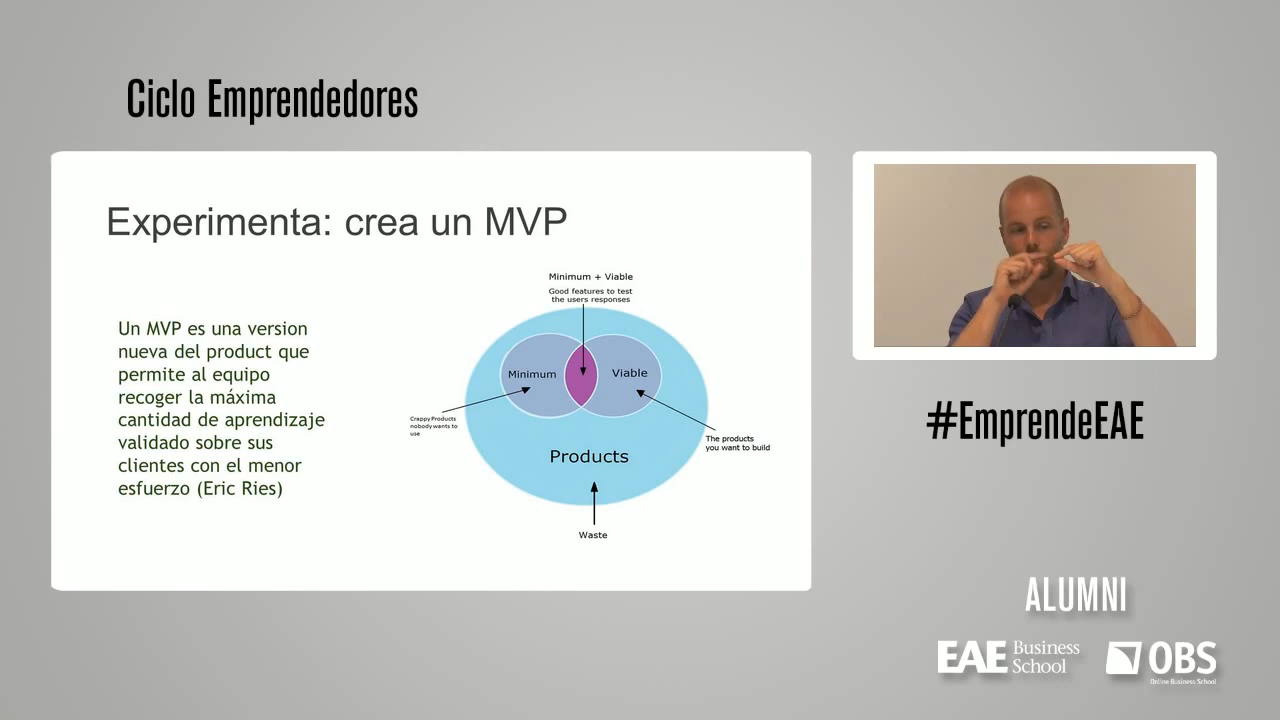 Ciclo Emprendedores
Experimenta: crea un MVP
Un MVP es una version
nueva del product que
permite al equipo
recoger la máxima
cantidad de aprendizaje
validado sobre sus
clientes con el menor
esfuerzo (Eric Ries)
Minimum + Viable
Good features to test
the users responses
Minimum
Viable
Crappy Products
nobody wants to
use
The products
you want to build
Products
Waste
#EmprendeEAE
ALUMNI
EAE Business
School
OBS
Online Business School